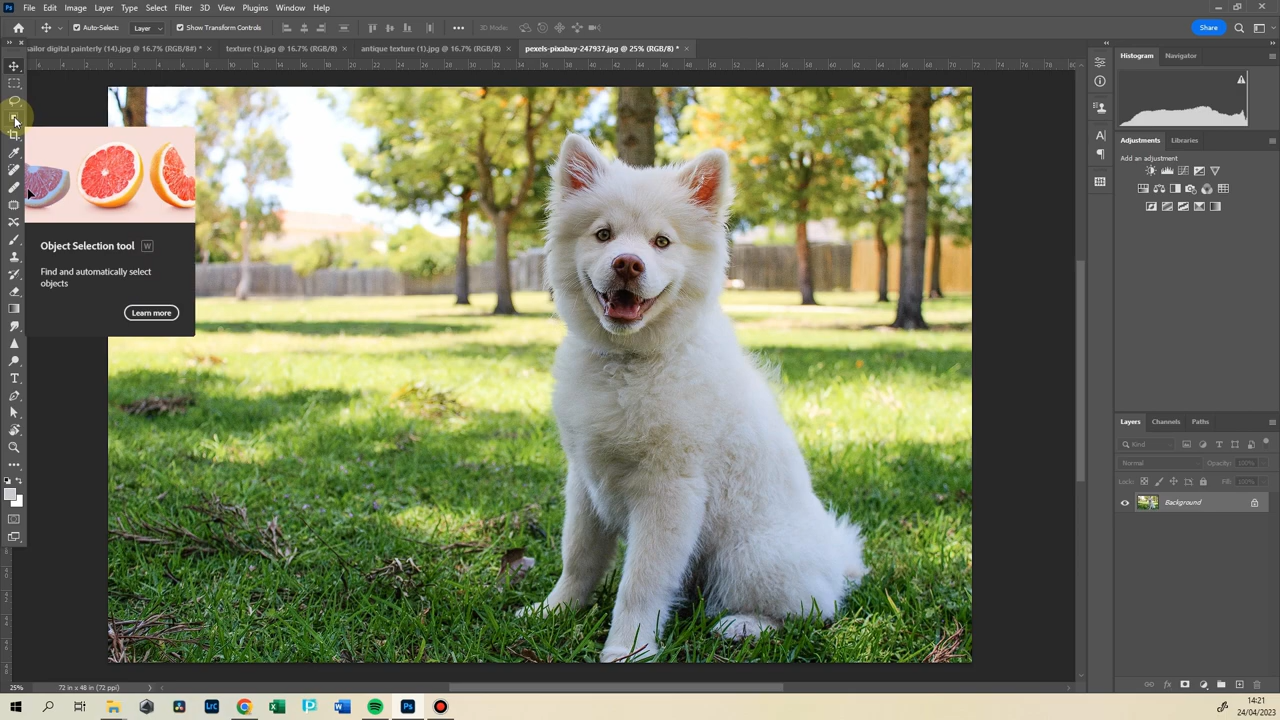 Ps File Edit Image Layer Type Select Filter 3D View Plugins Window Help
Auto-Select: Layer Show Transform Controls 3D Mode: Share
ailor digital painterly (14).jpg @ 16.7% (RGB/8#) * × texture (1).jpg @ 16.7% (RGB/8) × antique texture (1).jpg @ 16.7% (RGB/8) × pexels-pixabay-247937.jpg @ 25% (RGB/8) * ×
Histogram Navigator
Adjustments Libraries
Add an adjustment
Object Selection tool W
Find and automatically select
objects
Learn more
Layers Channels Paths
Kind
Normal Opacity: 100%
Lock: Fill: 100%
Background
25% 72 in x 48 in (72 ppi)
14:21
24/04/2023